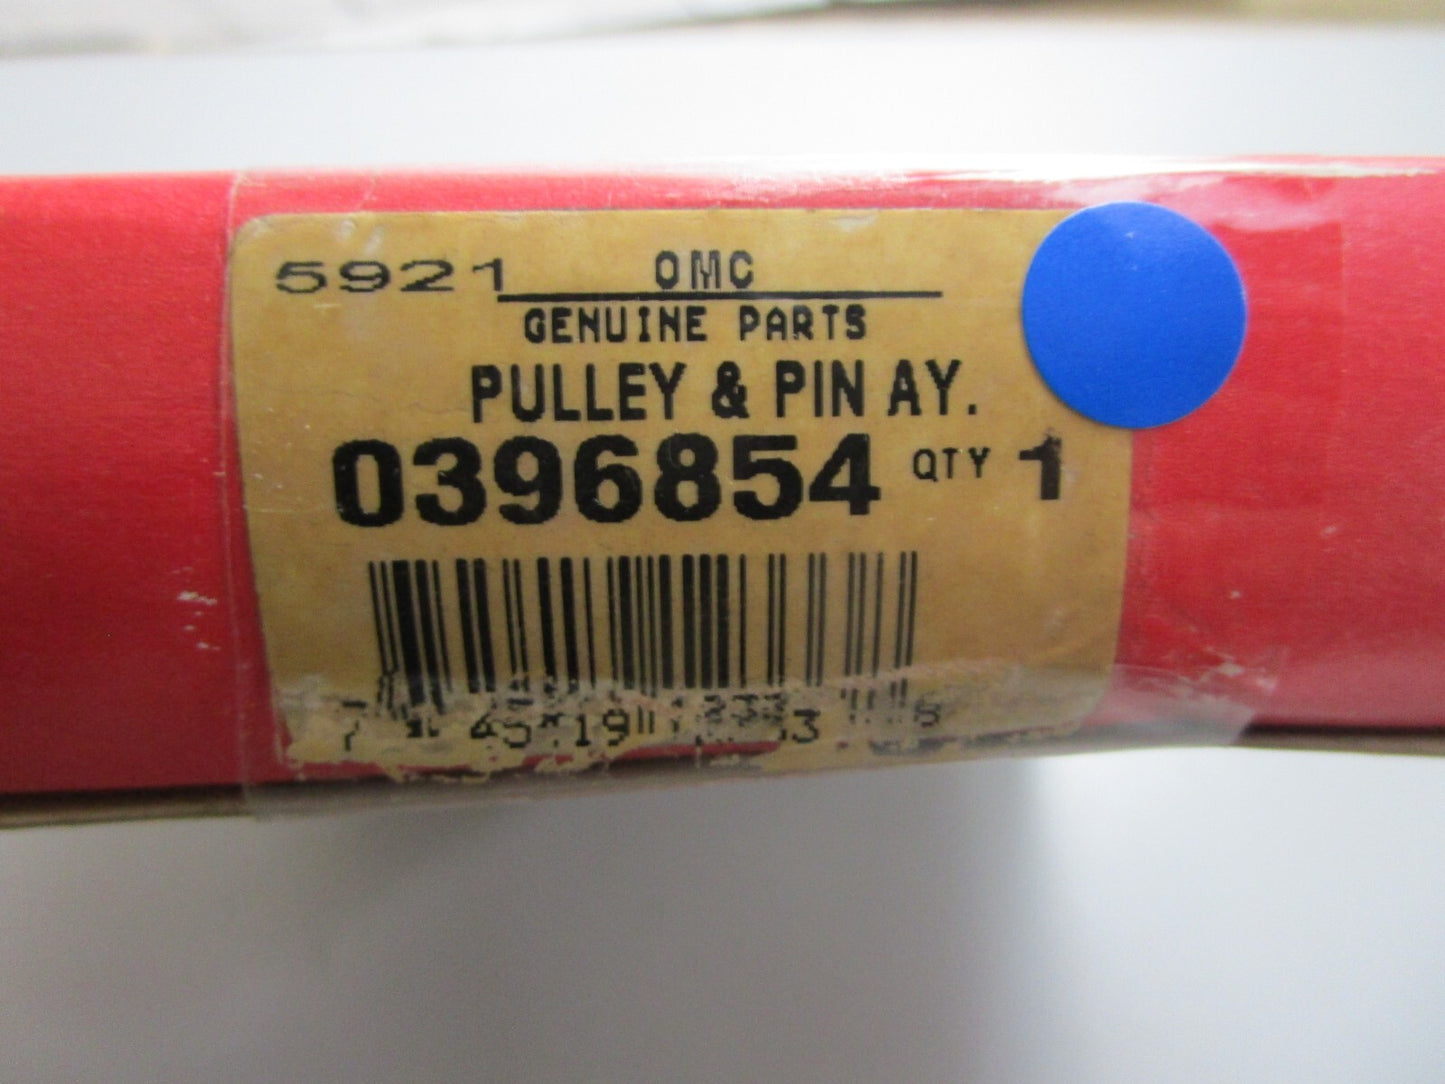 5921 OMC
GENUINE PARTS
PULLEY & PIN AY.
0396854 QTY 1